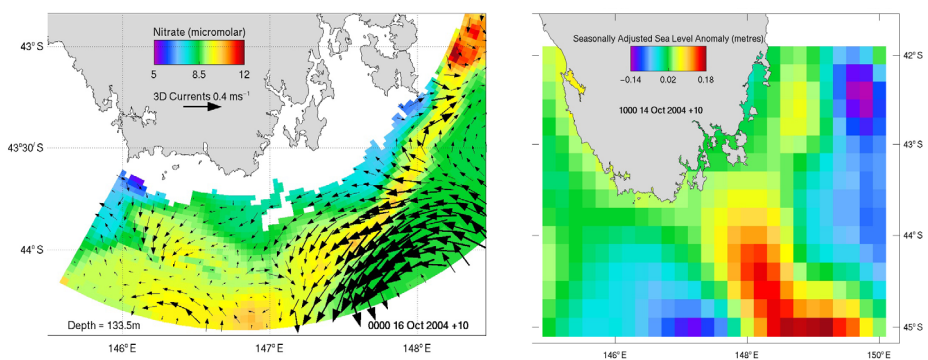 Nitrate (micromolar)
5 8.5 12
3D Currents 0.4 ms⁻¹
43° S
43°30´ S
44° S
Depth = 133.5m
0000 16 Oct 2004 +10
146° E 147° E 148° E
Seasonally Adjusted Sea Level Anomaly (metres)
-0.14 0.02 0.18
1000 14 Oct 2004 +10
42° S
43° S
44° S
45° S
146° E 148° E 150° E